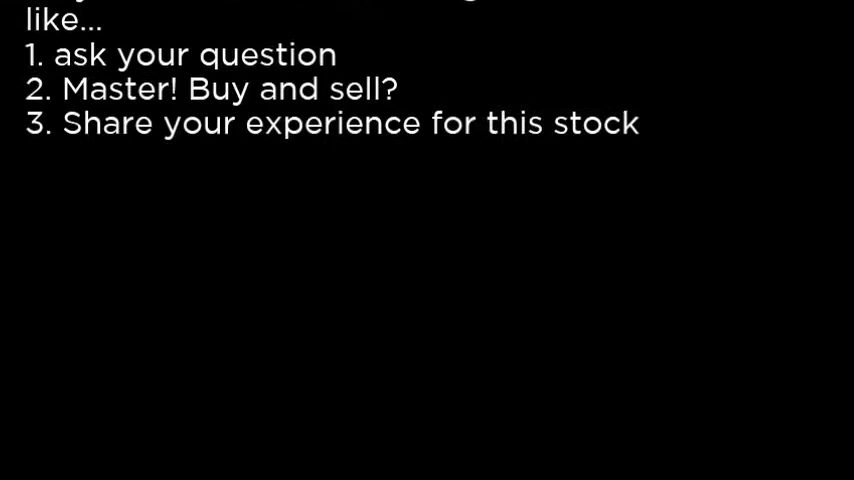 like...
1. ask your question
2. Master! Buy and sell?
3. Share your experience for this stock